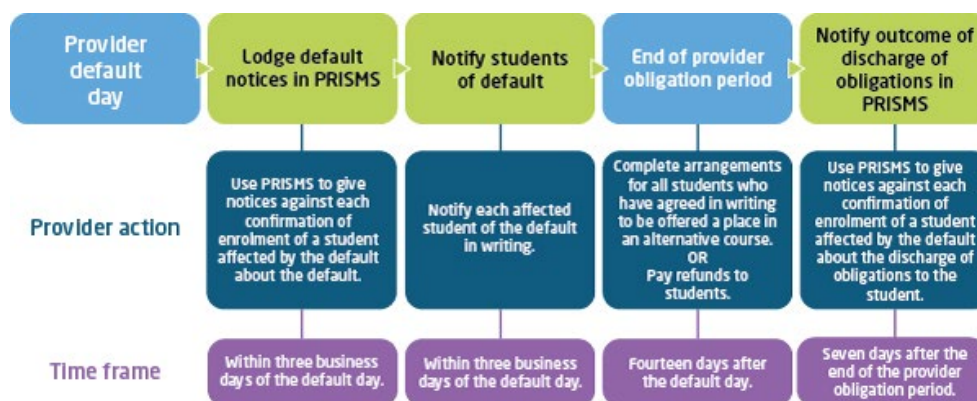 Provider
default
day
Lodge default
notices in PRISMS
Notify students
of default
End of provider
obligation period
Notify outcome of
discharge of
obligations in
PRISMS
Provider action
Use PRISMS to give
notices against each
confirmation of
enrolment of a student
affected by the default
about the default.
Notify each affected
student of the default
in writing.
Complete arrangements
for all students who
have agreed in writing
to be offered a place in
an alternative course.
OR
Pay refunds to
students.
Use PRISMS to give
notices against each
confirmation of
enrolment of a student
affected by the default
about the discharge of
obligations to the
student.
Time frame
Within three business
days of the default day.
Within three business
days of the default day.
Fourteen days after
the default day.
Seven days after the
end of the provider
obligation period.